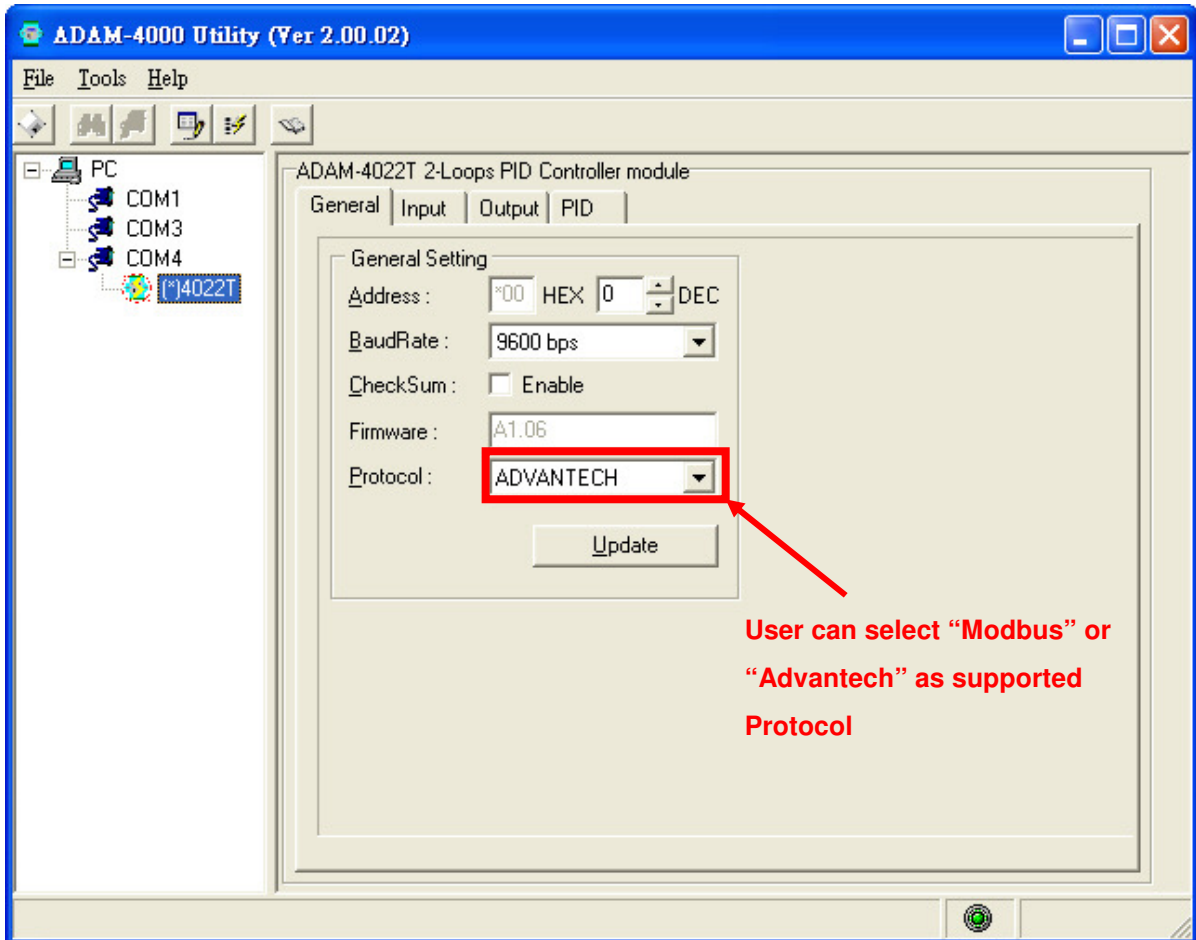 ADAM-4000 Utility (Ver 2.00.02)
File Tools Help
PC
COM1
COM3
COM4
(*)4022T
ADAM-4022T 2-Loops PID Controller module
General Input Output PID
General Setting
Address : *00 HEX 0 DEC
BaudRate : 9600 bps
CheckSum : Enable
Firmware : A1.06
Protocol : ADVANTECH
Update
User can select “Modbus” or
“Advantech” as supported
Protocol